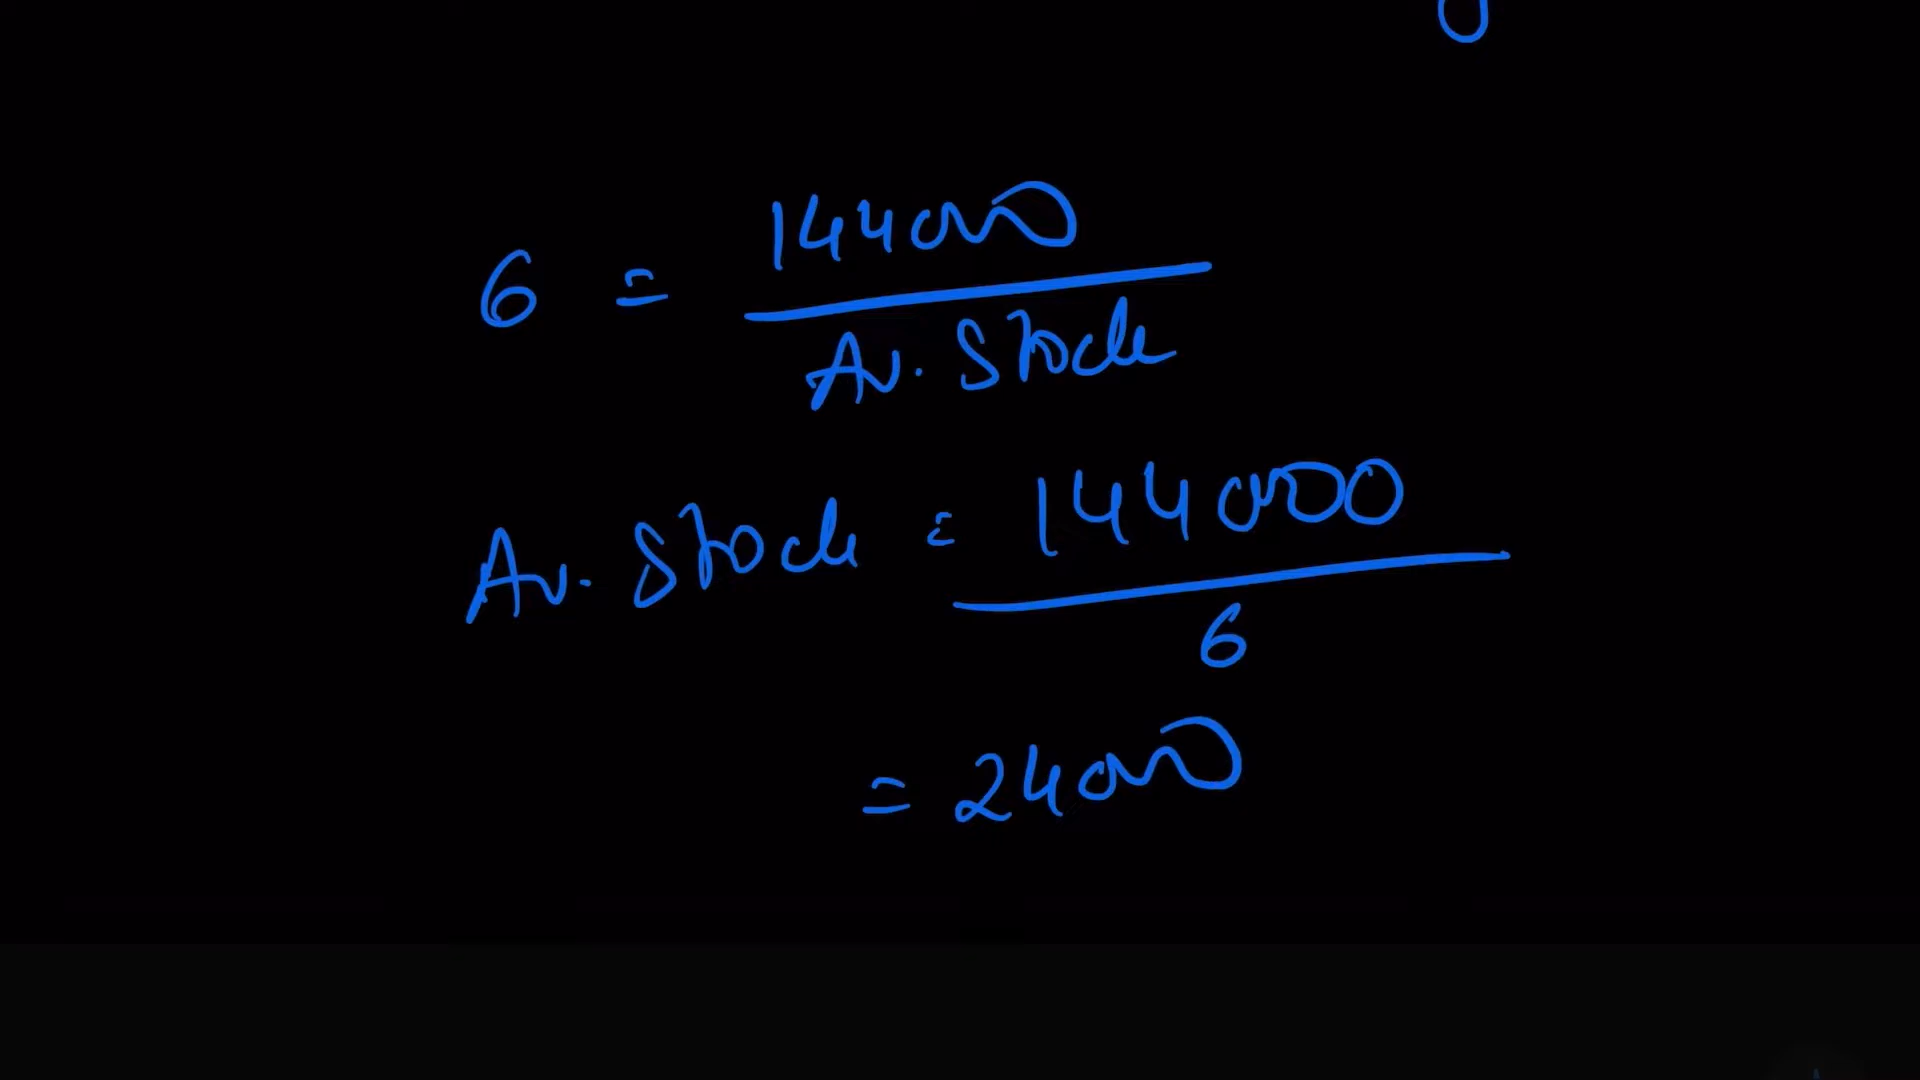 6 = 144000 / Av. Stock
Av. Stock = 144000 / 6
= 24000